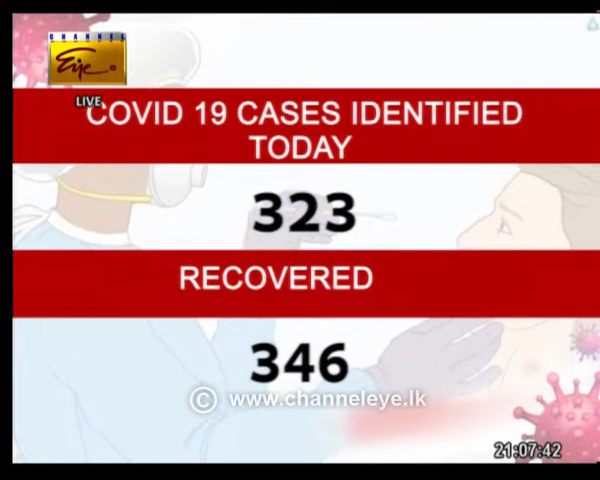 CHANNEL
Eye
LIVE
COVID 19 CASES IDENTIFIED
TODAY
323
RECOVERED
346
© www.channeleye.lk
21:07:42